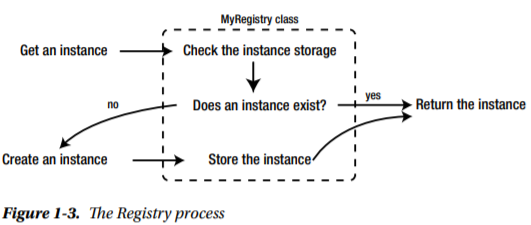 MyRegistry class
Get an instance
Check the instance storage
no
Does an instance exist?
yes
Return the instance
Create an instance
Store the instance
Figure 1-3. The Registry process